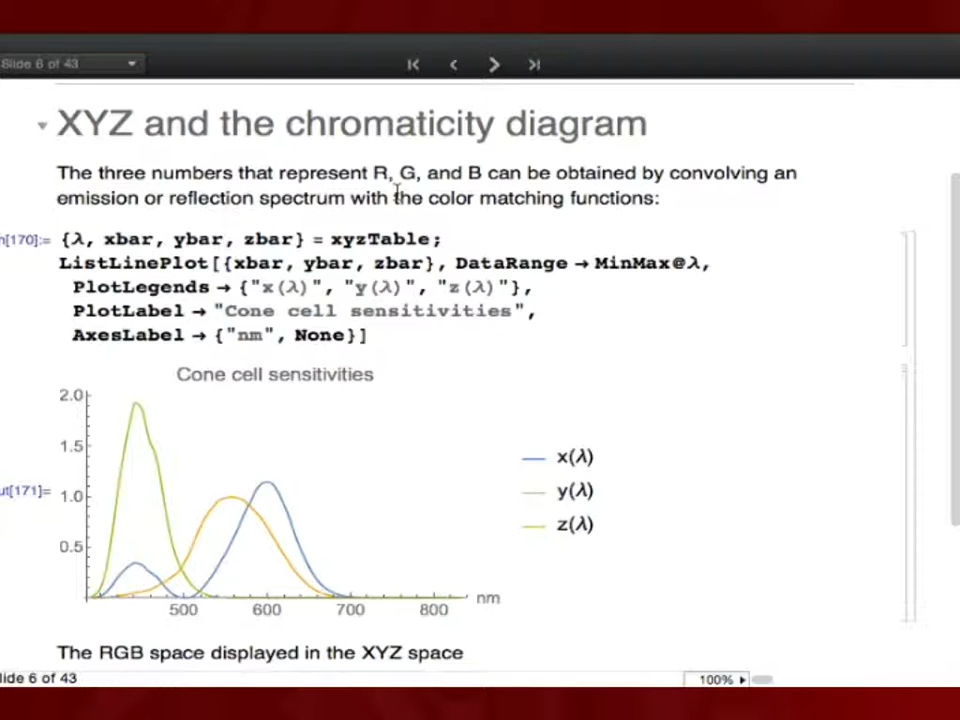 Slide 6 of 43
XYZ and the chromaticity diagram
The three numbers that represent R, G, and B can be obtained by convolving an
emission or reflection spectrum with the color matching functions:
n[170]:= {λ, xbar, ybar, zbar} = xyzTable;
ListLinePlot[{xbar, ybar, zbar}, DataRange → MinMax@λ,
PlotLegends → {"x(λ)", "y(λ)", "z(λ)"},
PlotLabel → "Cone cell sensitivities",
AxesLabel → {"nm", None}]
Cone cell sensitivities
2.0
1.5
x(λ)
ut[171]= 1.0
y(λ)
z(λ)
0.5
nm
500 600 700 800
The RGB space displayed in the XYZ space
lide 6 of 43
100%